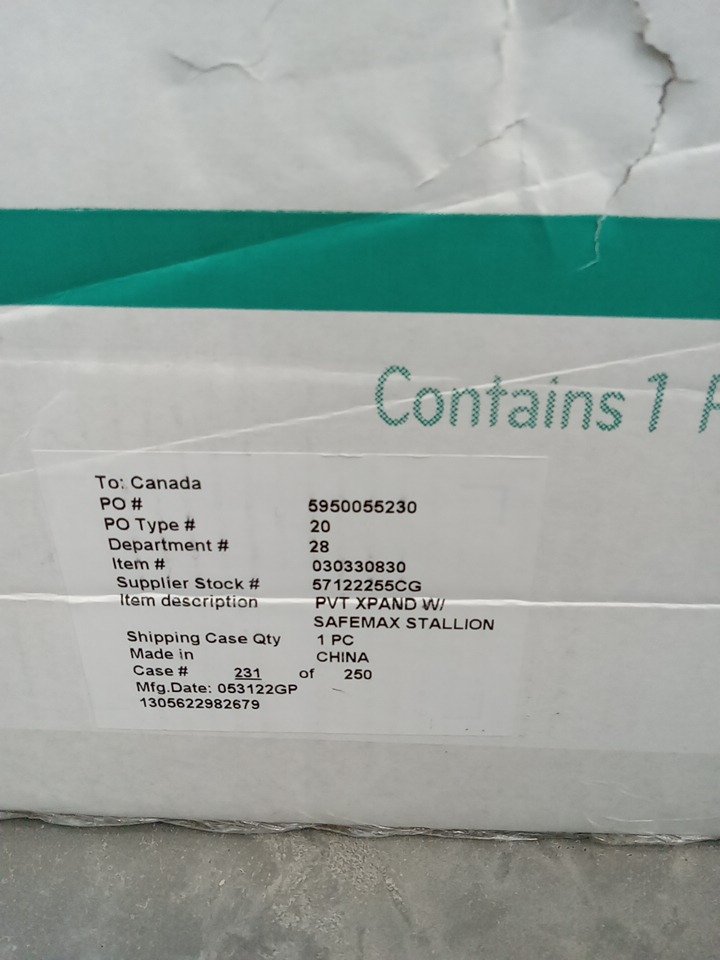 Contains 1
To: Canada
PO # 5950055230
PO Type # 20
Department # 28
Item # 030330830
Supplier Stock # 57122255CG
Item description PVT XPAND W/
SAFEMAX STALLION
Shipping Case Qty 1 PC
Made in CHINA
Case # 231 of 250
Mfg.Date: 053122GP
1305622982679